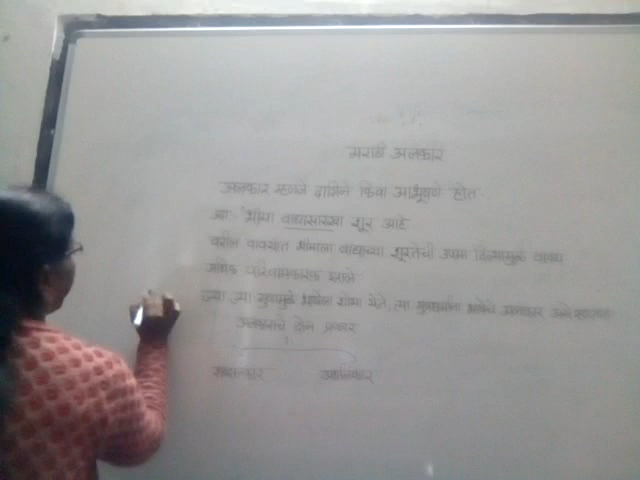 मराठी अलंकार
अलंकार म्हणजे दागिने किंवा आभूषणे होत.
उदा. भीमा वाघासारखा शूर आहे
वरील वाक्यात भीमाला वाघाच्या शूरतेची उपमा दिल्यामुळे वाक्य
अधिक परिणामकारक झाले
ज्या ज्या गुणामुळे भाषेला शोभा येते, त्या गुणधर्माला भाषेचे अलंकार असे म्हणतात
अलंकाराचे दोन प्रकार
शब्दालंकार अर्थालंकार